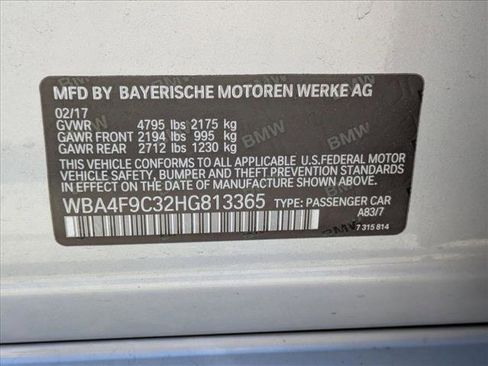 MFD BY BAYERISCHE MOTOREN WERKE AG
02/17
GVWR 4795 lbs 2175 kg
GAWR FRONT 2194 lbs 995 kg
GAWR REAR 2712 lbs 1230 kg
THIS VEHICLE CONFORMS TO ALL APPLICABLE U.S.FEDERAL MOTOR
VEHICLE SAFETY, BUMPER, AND THEFT PREVENTION STANDARDS
IN EFFECT ON THE DATE OF MANUFACTURE SHOWN ABOVE.
WBA4F9C32HG813365 TYPE: PASSENGER CAR
A83/7
7 315 814
BMW
BMW
BMW